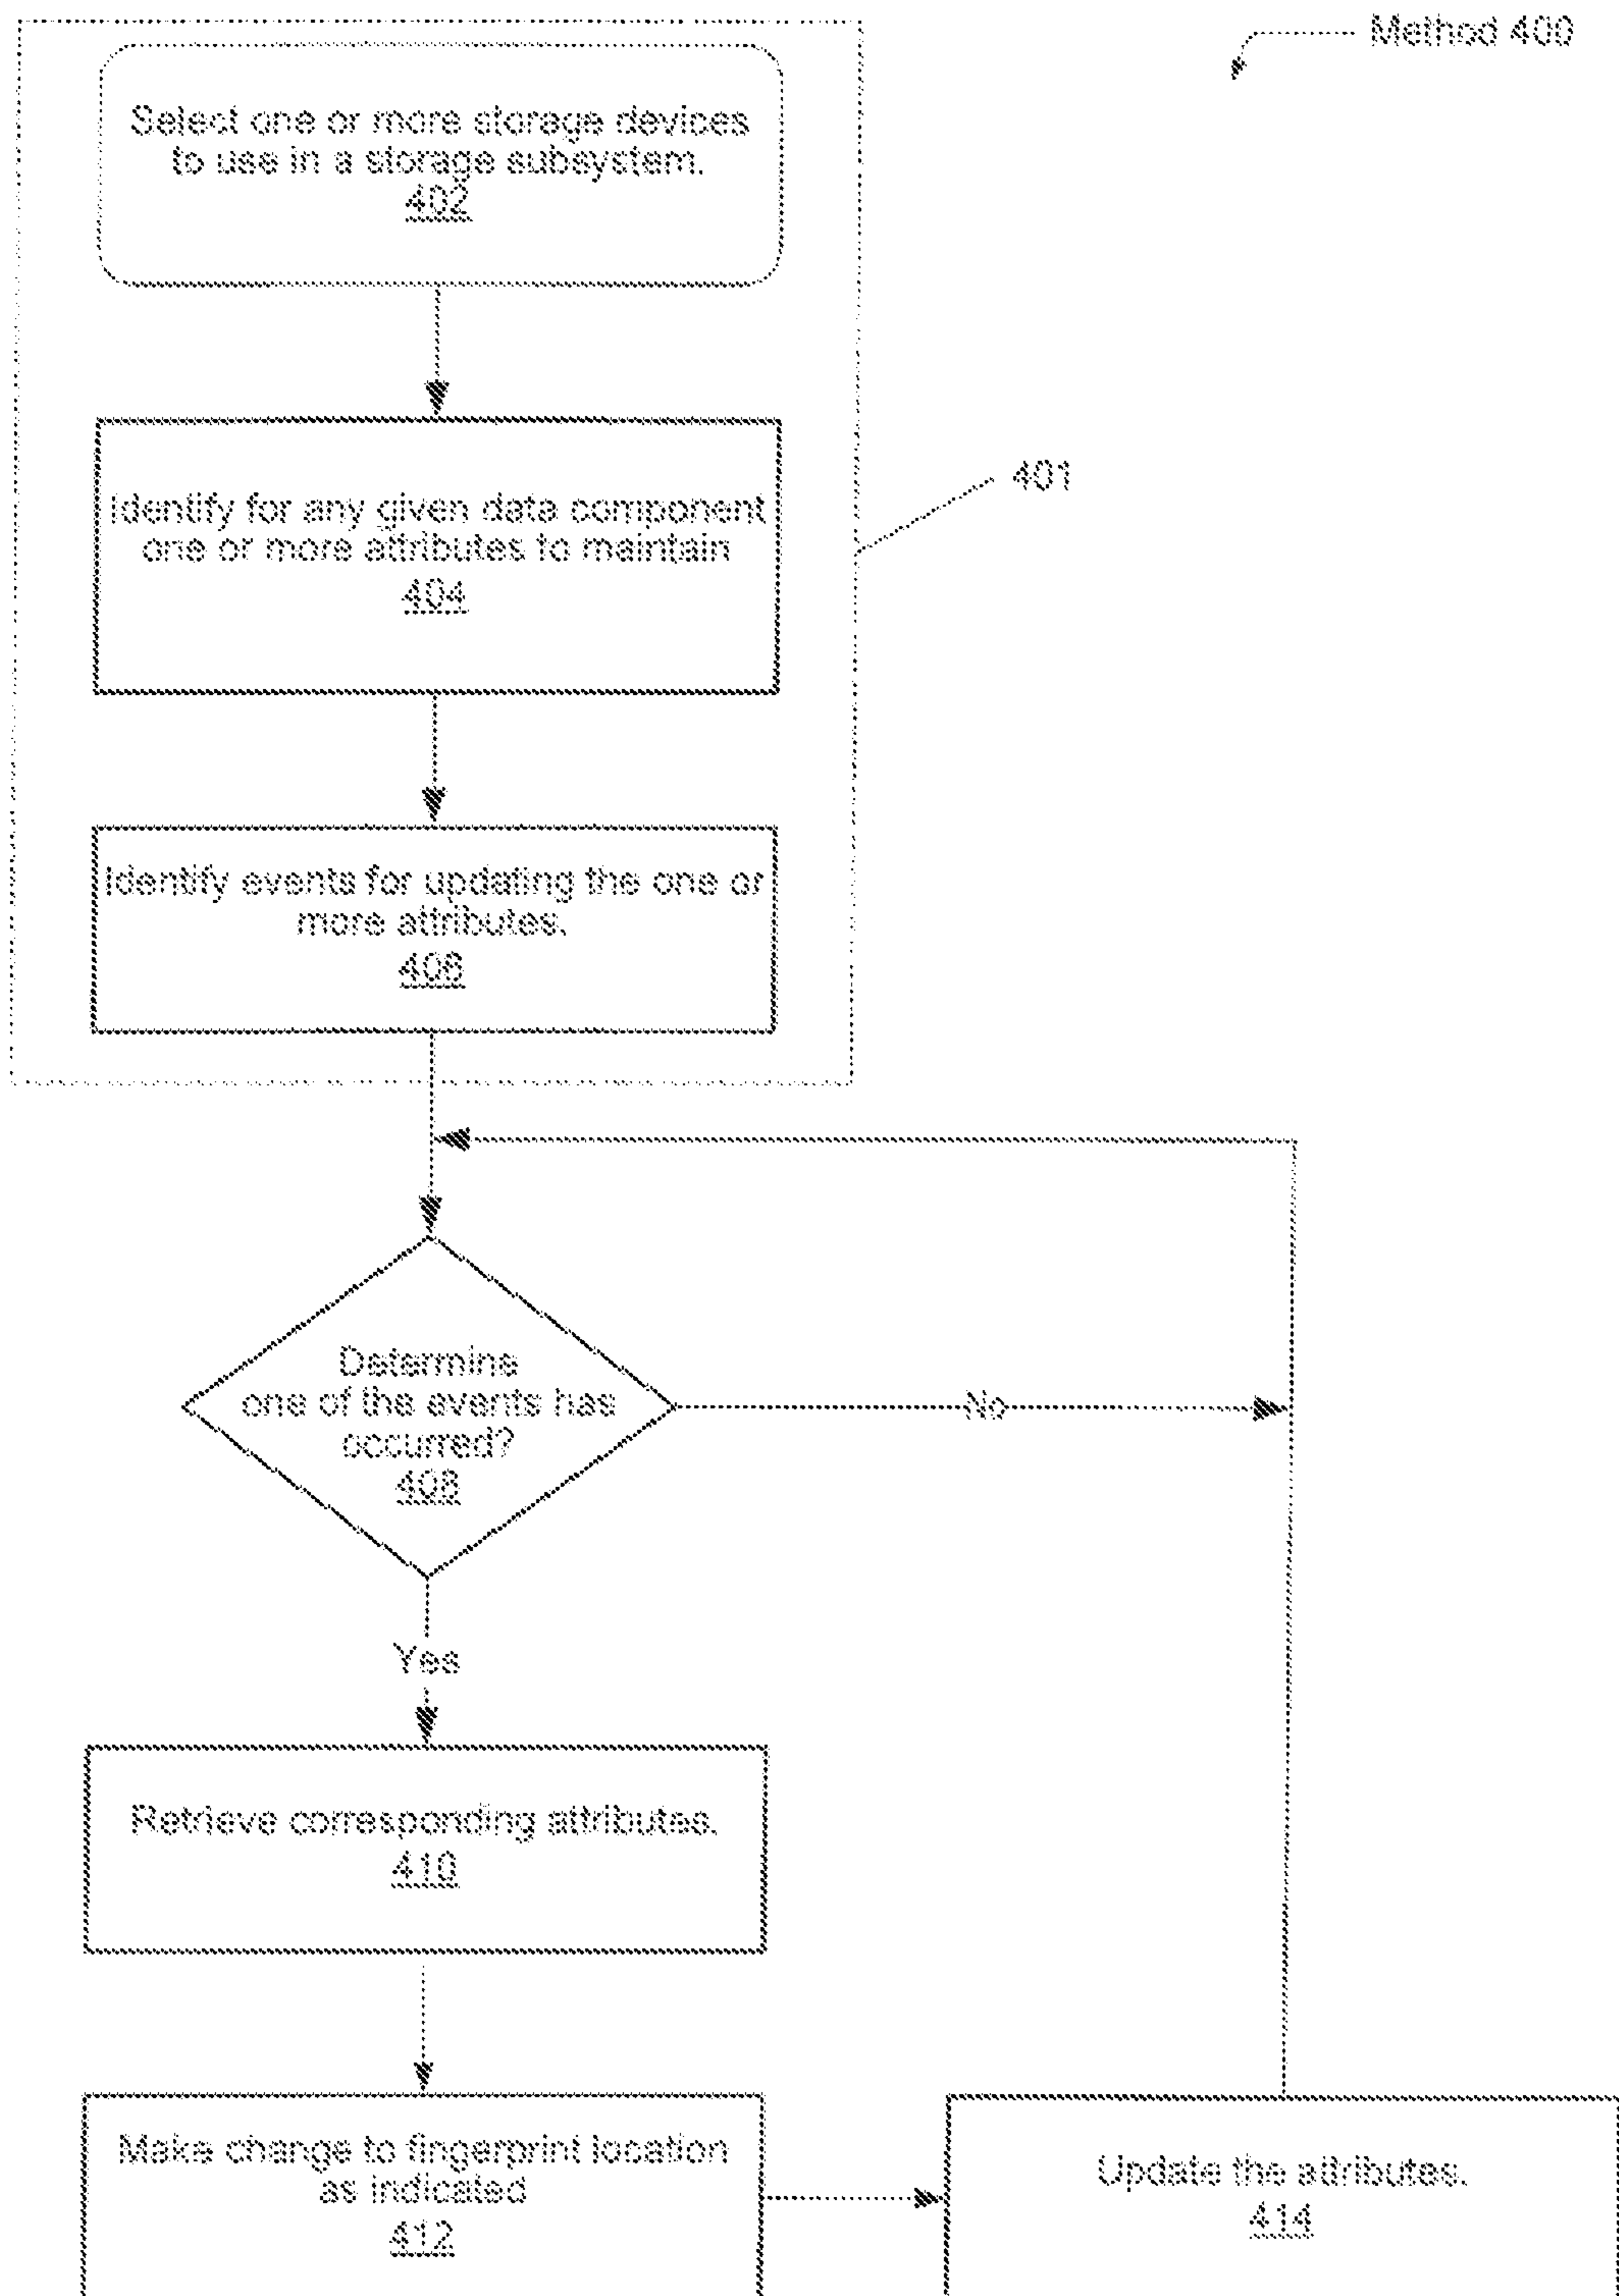 Method 400
Select one or more storage devices
to use in a storage subsystem.
402
Identify for any given data component
one or more attributes to maintain
404
401
Identify events for updating the one or
more attributes.
406
Determine
one of the events has
occurred?
408
No
Yes
Retrieve corresponding attributes.
410
Make change to fingerprint location
as indicated
412
Update the attributes.
414